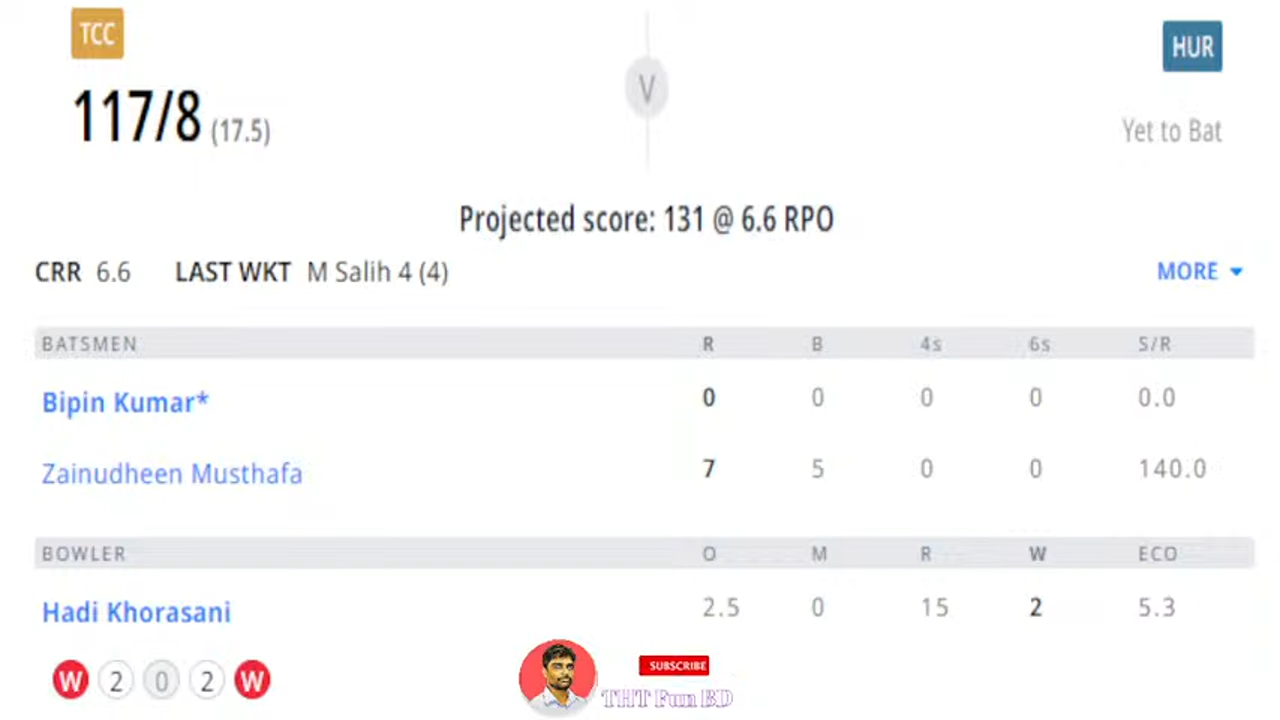 TCC
V
HUR
117/8 (17.5)
Yet to Bat
Projected score: 131 @ 6.6 RPO
CRR 6.6 LAST WKT M Salih 4 (4) MORE
BATSMEN R B 4s 6s S/R
Bipin Kumar* 0 0 0 0 0.0
Zainudheen Musthafa 7 5 0 0 140.0
BOWLER O M R W ECO
Hadi Khorasani 2.5 0 15 2 5.3
W 2 0 2 W
SUBSCRIBE
THT Fun BD